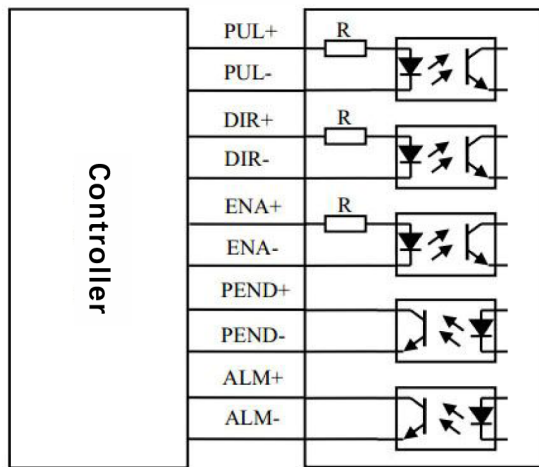 PUL+
R
PUL-
DIR+
R
DIR-
Controller
ENA+
R
ENA-
PEND+
PEND-
ALM+
ALM-